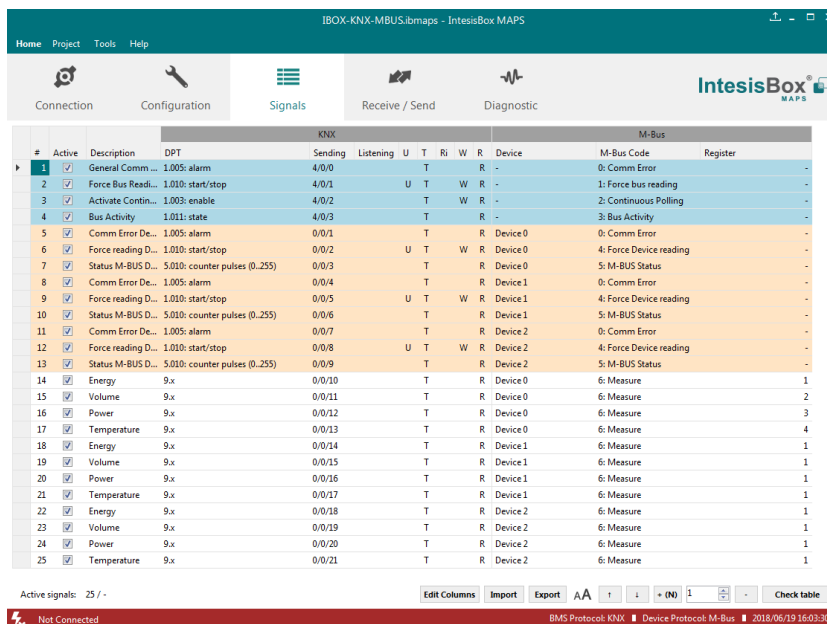 IBOX-KNX-MBUS.ibmaps - IntesisBox MAPS
Home Project Tools Help
Connection Configuration Signals Receive / Send Diagnostic
IntesisBox®
MAPS
KNX M-Bus
# Active Description DPT Sending Listening U T Ri W R Device M-Bus Code Register
1 General Comm ... 1.005: alarm 4/0/0 T R - 0: Comm Error -
2 Force Bus Readi... 1.010: start/stop 4/0/1 U T W R - 1: Force bus reading -
3 Activate Contin... 1.003: enable 4/0/2 T W R - 2: Continuous Polling -
4 Bus Activity 1.011: state 4/0/3 T R - 3: Bus Activity -
5 Comm Error De... 1.005: alarm 0/0/1 T R Device 0 0: Comm Error -
6 Force reading D... 1.010: start/stop 0/0/2 U T W R Device 0 4: Force Device reading -
7 Status M-BUS D... 5.010: counter pulses (0..255) 0/0/3 T R Device 0 5: M-BUS Status -
8 Comm Error De... 1.005: alarm 0/0/4 T R Device 1 0: Comm Error -
9 Force reading D... 1.010: start/stop 0/0/5 U T W R Device 1 4: Force Device reading -
10 Status M-BUS D... 5.010: counter pulses (0..255) 0/0/6 T R Device 1 5: M-BUS Status -
11 Comm Error De... 1.005: alarm 0/0/7 T R Device 2 0: Comm Error -
12 Force reading D... 1.010: start/stop 0/0/8 U T W R Device 2 4: Force Device reading -
13 Status M-BUS D... 5.010: counter pulses (0..255) 0/0/9 T R Device 2 5: M-BUS Status -
14 Energy 9.x 0/0/10 T R Device 0 6: Measure 1
15 Volume 9.x 0/0/11 T R Device 0 6: Measure 2
16 Power 9.x 0/0/12 T R Device 0 6: Measure 3
17 Temperature 9.x 0/0/13 T R Device 0 6: Measure 4
18 Energy 9.x 0/0/14 T R Device 1 6: Measure 1
19 Volume 9.x 0/0/15 T R Device 1 6: Measure 1
20 Power 9.x 0/0/16 T R Device 1 6: Measure 1
21 Temperature 9.x 0/0/17 T R Device 1 6: Measure 1
22 Energy 9.x 0/0/18 T R Device 2 6: Measure 1
23 Volume 9.x 0/0/19 T R Device 2 6: Measure 1
24 Power 9.x 0/0/20 T R Device 2 6: Measure 1
25 Temperature 9.x 0/0/21 T R Device 2 6: Measure 1
Active signals: 25 / - Edit Columns Import Export AA ↑ ↓ + (N) 1 - Check table
Not Connected BMS Protocol: KNX Device Protocol: M-Bus 2018/06/19 16:03:30